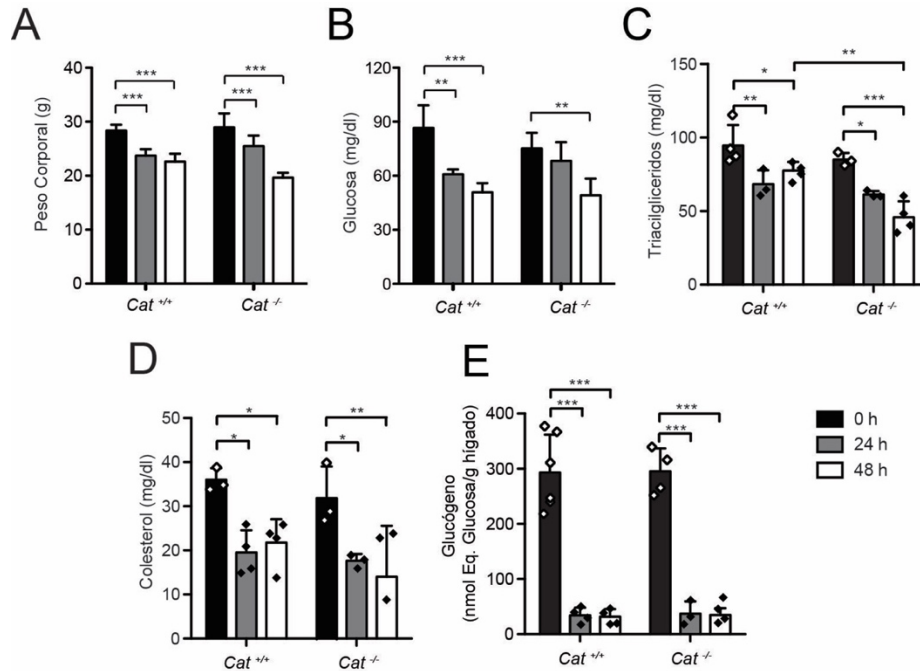 A
***
***
***
***
Peso Corporal (g)
40
30
20
10
0
Cat +/+
Cat -/-
B
***
**
**
Glucosa (mg/dl)
120
90
60
30
0
Cat +/+
Cat -/-
C
**
*
**
***
*
Triacilgliceridos (mg/dl)
150
100
50
0
Cat +/+
Cat -/-
D
*
*
**
*
Colesterol (mg/dl)
50
40
30
20
10
0
Cat +/+
Cat -/-
E
***
***
***
***
Glucógeno
(nmol Eq. Glucosa/g hígado)
400
300
200
100
0
Cat +/+
Cat -/-
0 h
24 h
48 h